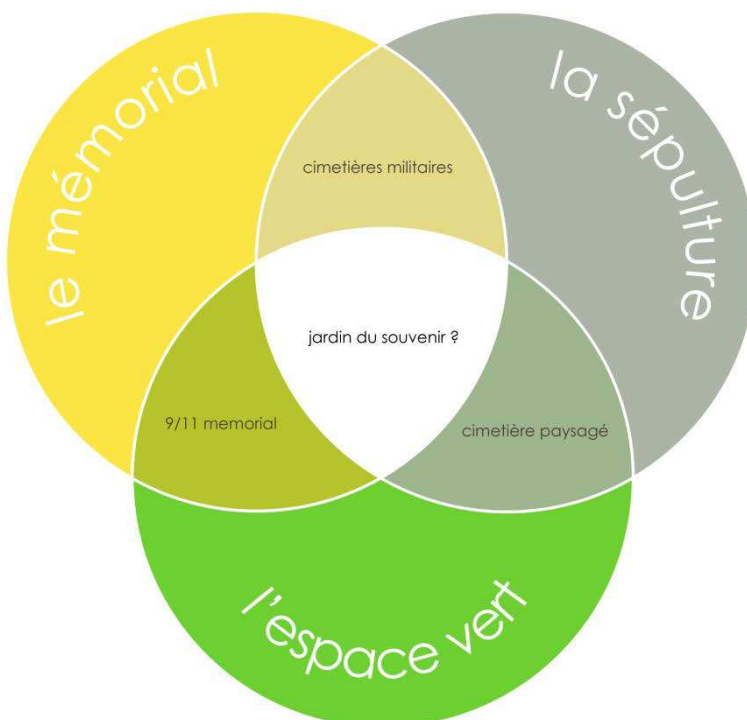 le mémorial
la sépulture
cimetières militaires
jardin du souvenir ?
9/11 memorial
cimetière paysagé
l'espace vert